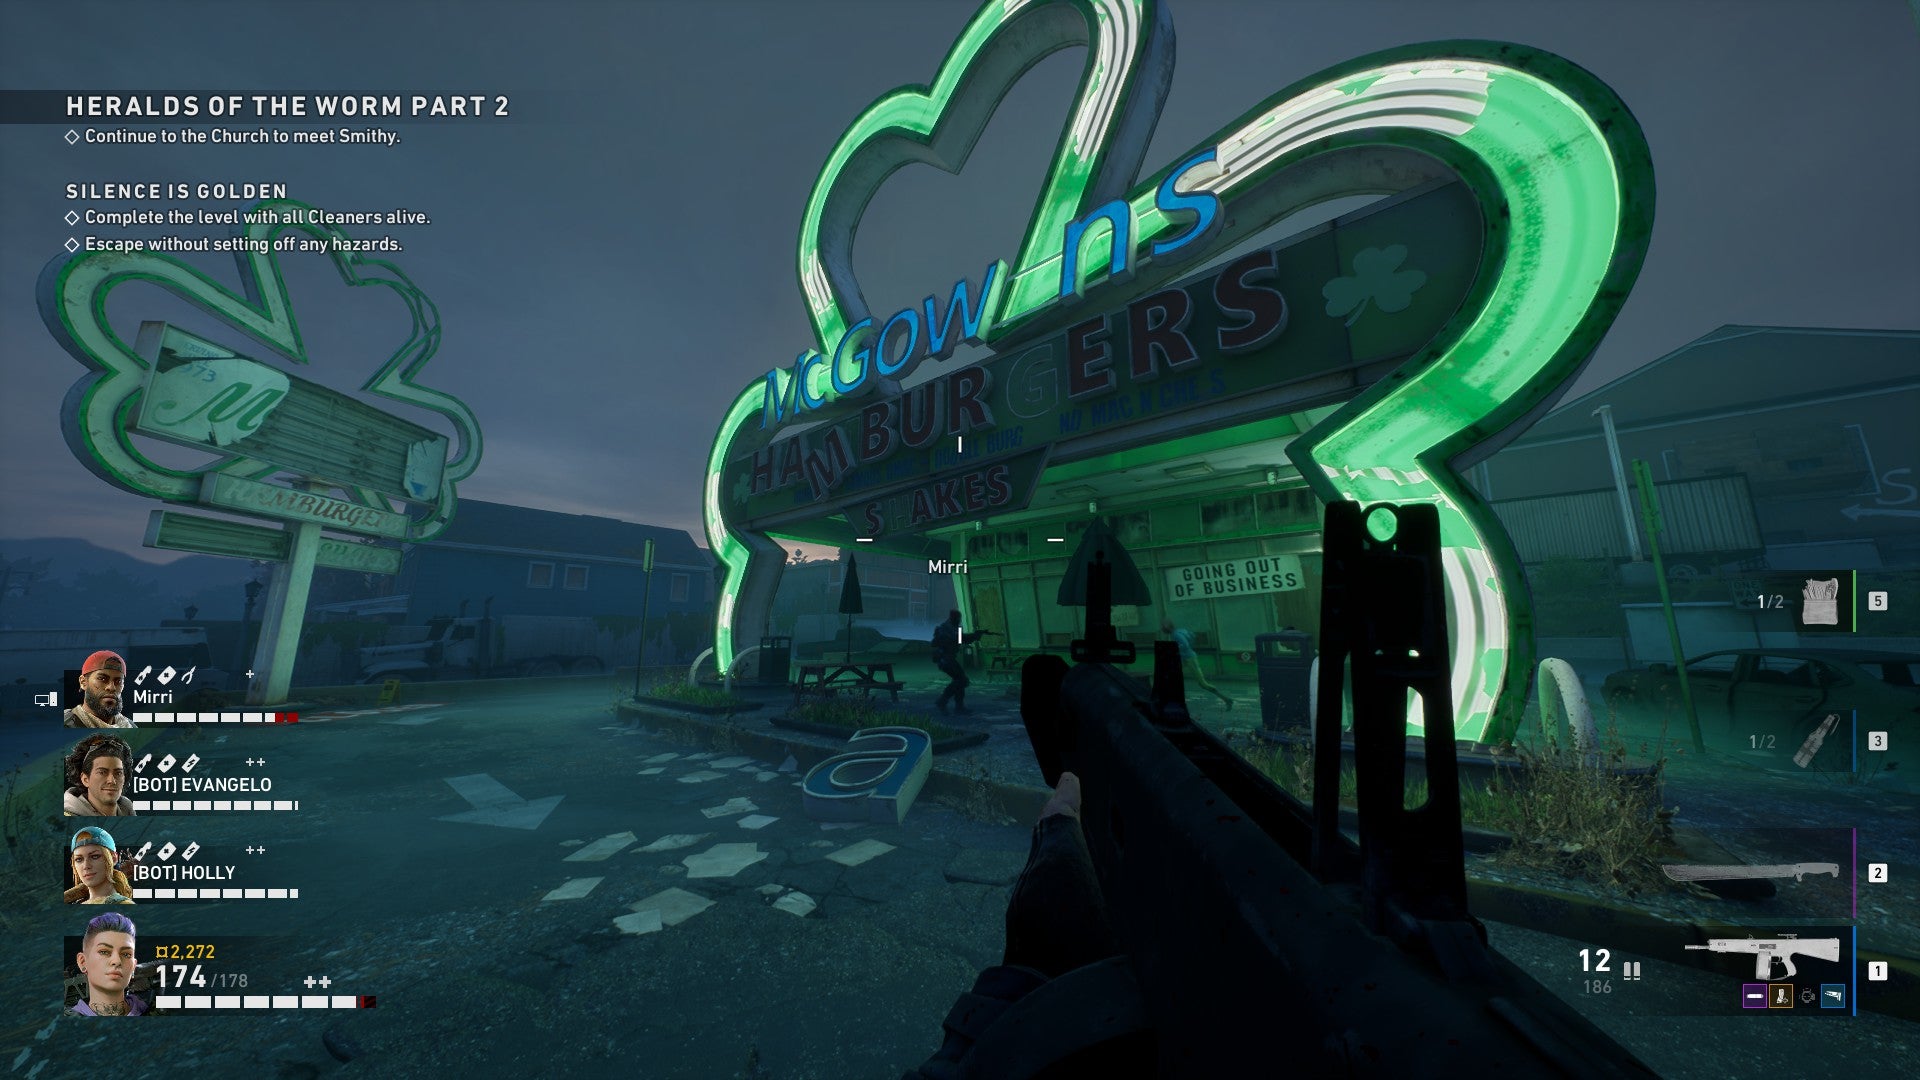 HERALDS OF THE WORM PART 2
Continue to the Church to meet Smithy.
SILENCE IS GOLDEN
Complete the level with all Cleaners alive.
Escape without setting off any hazards.
McGOW ns
HAMBURGERS
N// MAC N CHE S
SHAKES
M
HAMBURGERS
GOING OUT
OF BUSINESS
Mirri
a
Mirri
[BOT] EVANGELO
[BOT] HOLLY
2,272
174/178
1/2 5
1/2 3
2
12
186
1